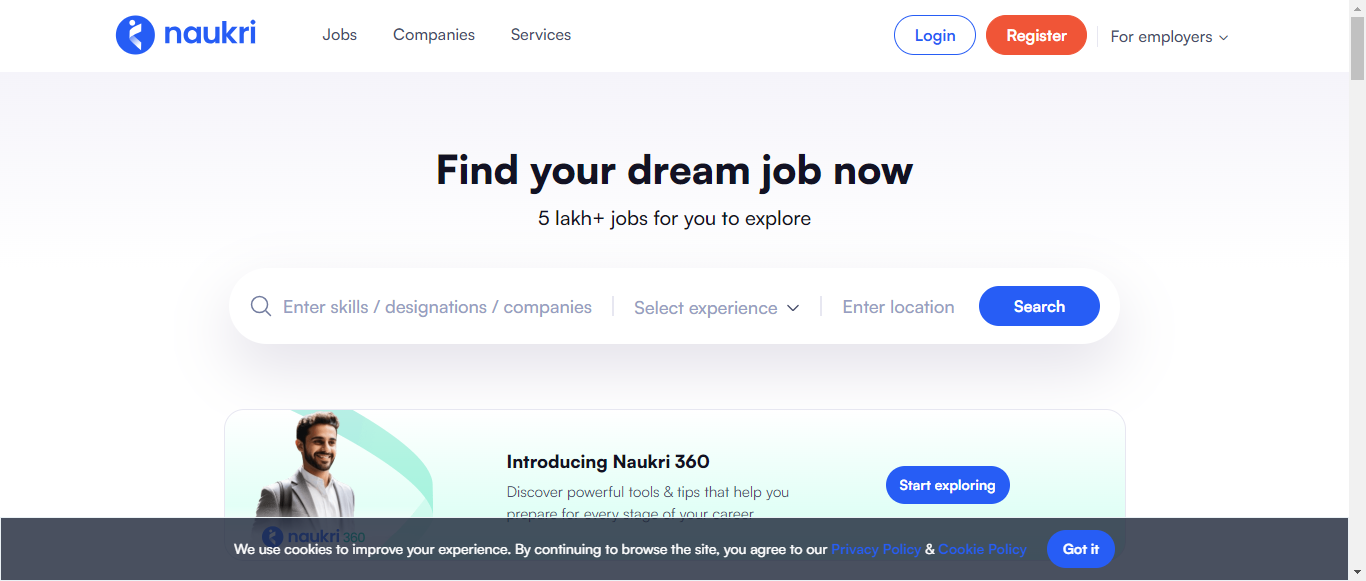 naukri
Jobs Companies Services
Login Register For employers
Find your dream job now
5 lakh+ jobs for you to explore
Enter skills / designations / companies Select experience Enter location Search
Introducing Naukri 360
Discover powerful tools & tips that help you
prepare for every stage of your career
Start exploring
naukri 360
We use cookies to improve your experience. By continuing to browse the site, you agree to our Privacy Policy & Cookie Policy Got it